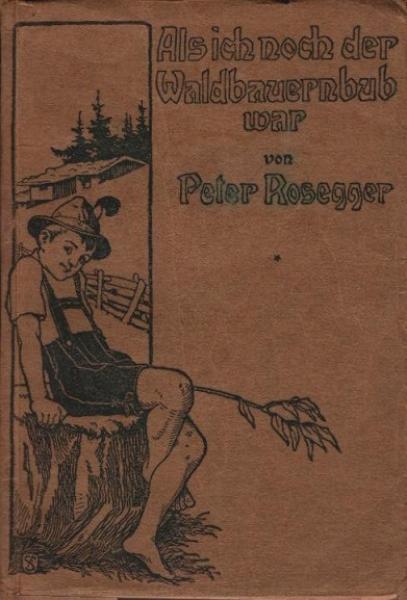 Als ich noch der
Waldbauernbub
war
von
Peter Rosegger
*